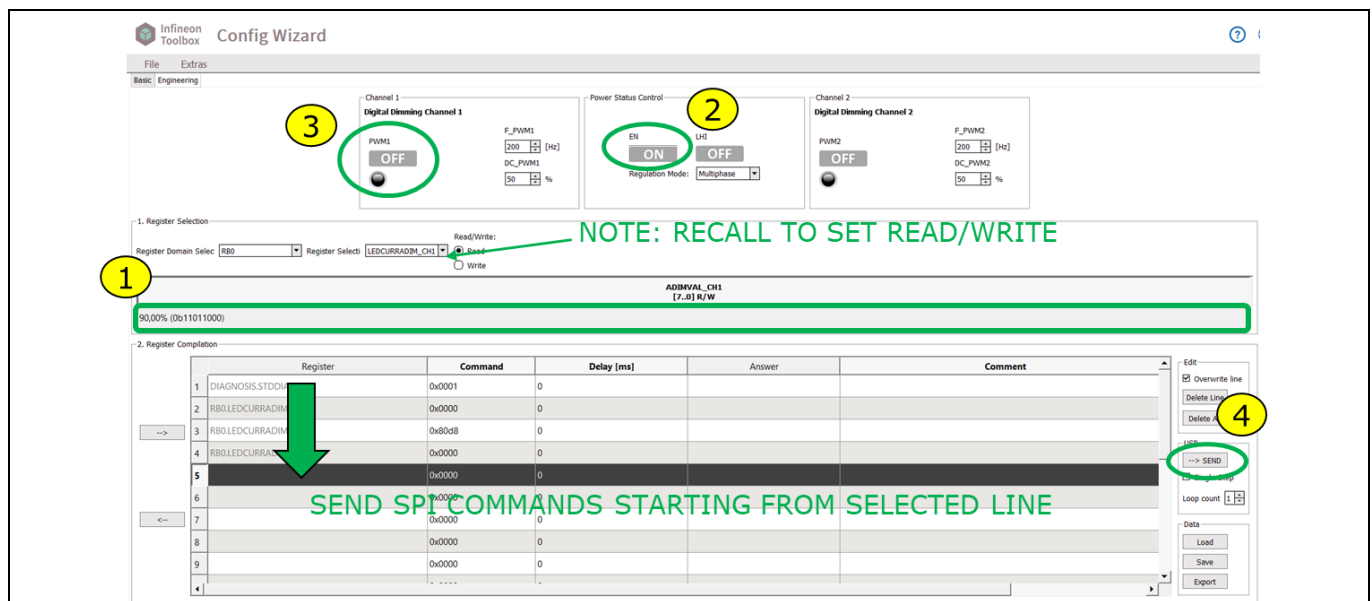 Infineon
Toolbox
Config Wizard
?
File Extras
Basic Engineering
Channel 1
Digital Dimming Channel 1
3
PWM1
OFF
F_PWM1
200 [Hz]
DC_PWM1
50 %
Power Status Control
2
EN
ON
LHI
OFF
Regulation Mode: Multiphase
Channel 2
Digital Dimming Channel 2
PWM2
OFF
F_PWM2
200 [Hz]
DC_PWM2
50 %
1. Register Selection
NOTE: RECALL TO SET READ/WRITE
Read/Write:
Register Domain Selec RB0 Register Selecti LEDCURRADIM_CH1 Read
Write
1
ADIMVAL_CH1
[7..0] R/W
90,00% (0b11011000)
2. Register Compilation
Register Command Delay [ms] Answer Comment
1 DIAGNOSIS.STDDIA 0x0001 0
2 RB0.LEDCURRADIM 0x0000 0
3 RB0.LEDCURRADIM 0x80d8 0
4 RB0.LEDCURRAD 0x0000 0
5 0x0000 0
6 0x0000 0
7 0x0000 0
8 0x0000 0
9 0x0000 0
SEND SPI COMMANDS STARTING FROM SELECTED LINE
-->
<--
Edit
Overwrite line
Delete Line
Delete A
4
USB
--> SEND
Single Step
Loop count 1
Data
Load
Save
Export